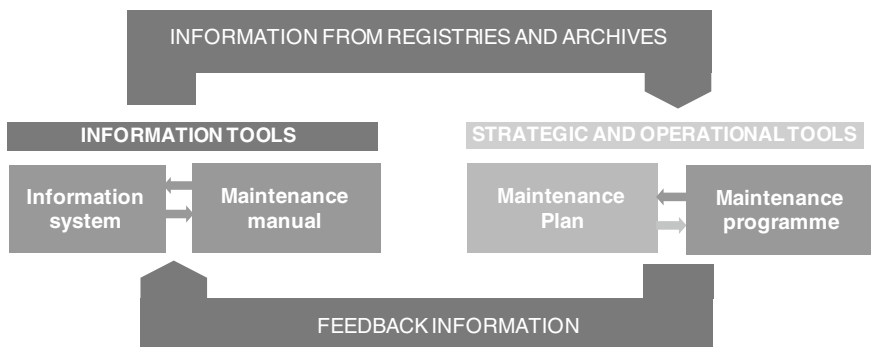 INFORMATION FROM REGISTRIES AND ARCHIVES
INFORMATION TOOLS
STRATEGIC AND OPERATIONAL TOOLS
Information
system
Maintenance
manual
Maintenance
Plan
Maintenance
programme
FEEDBACK INFORMATION